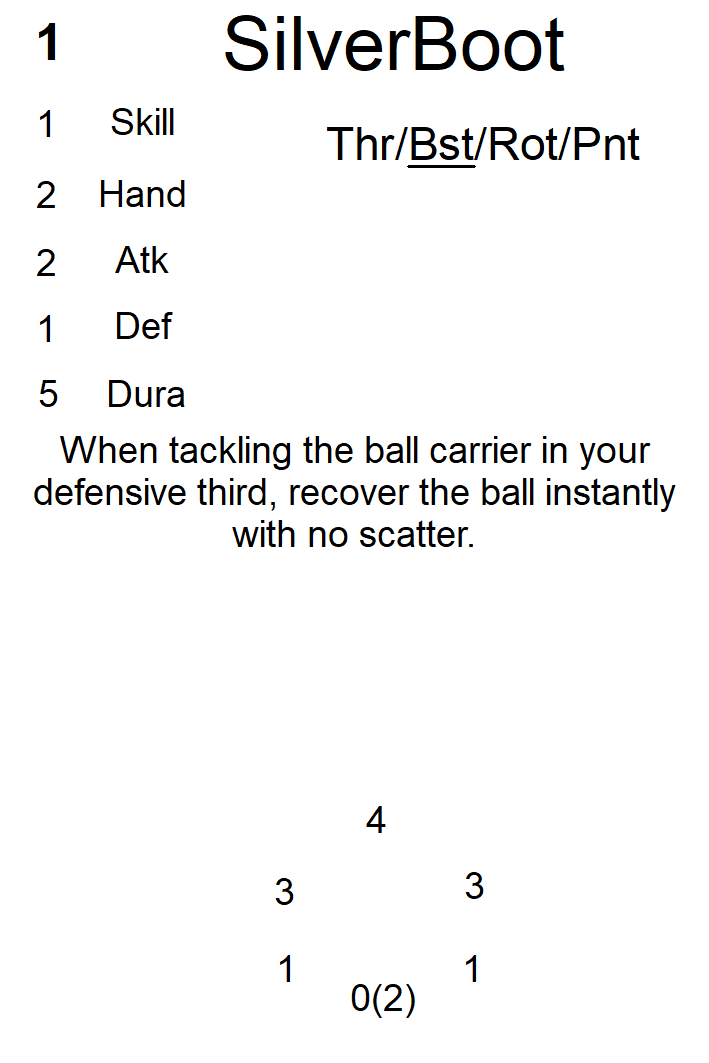 1 SilverBoot
1 Skill
Thr/Bst/Rot/Pnt
2 Hand
2 Atk
1 Def
5 Dura
When tackling the ball carrier in your
defensive third, recover the ball instantly
with no scatter.
4
3 3
1 1
0(2)